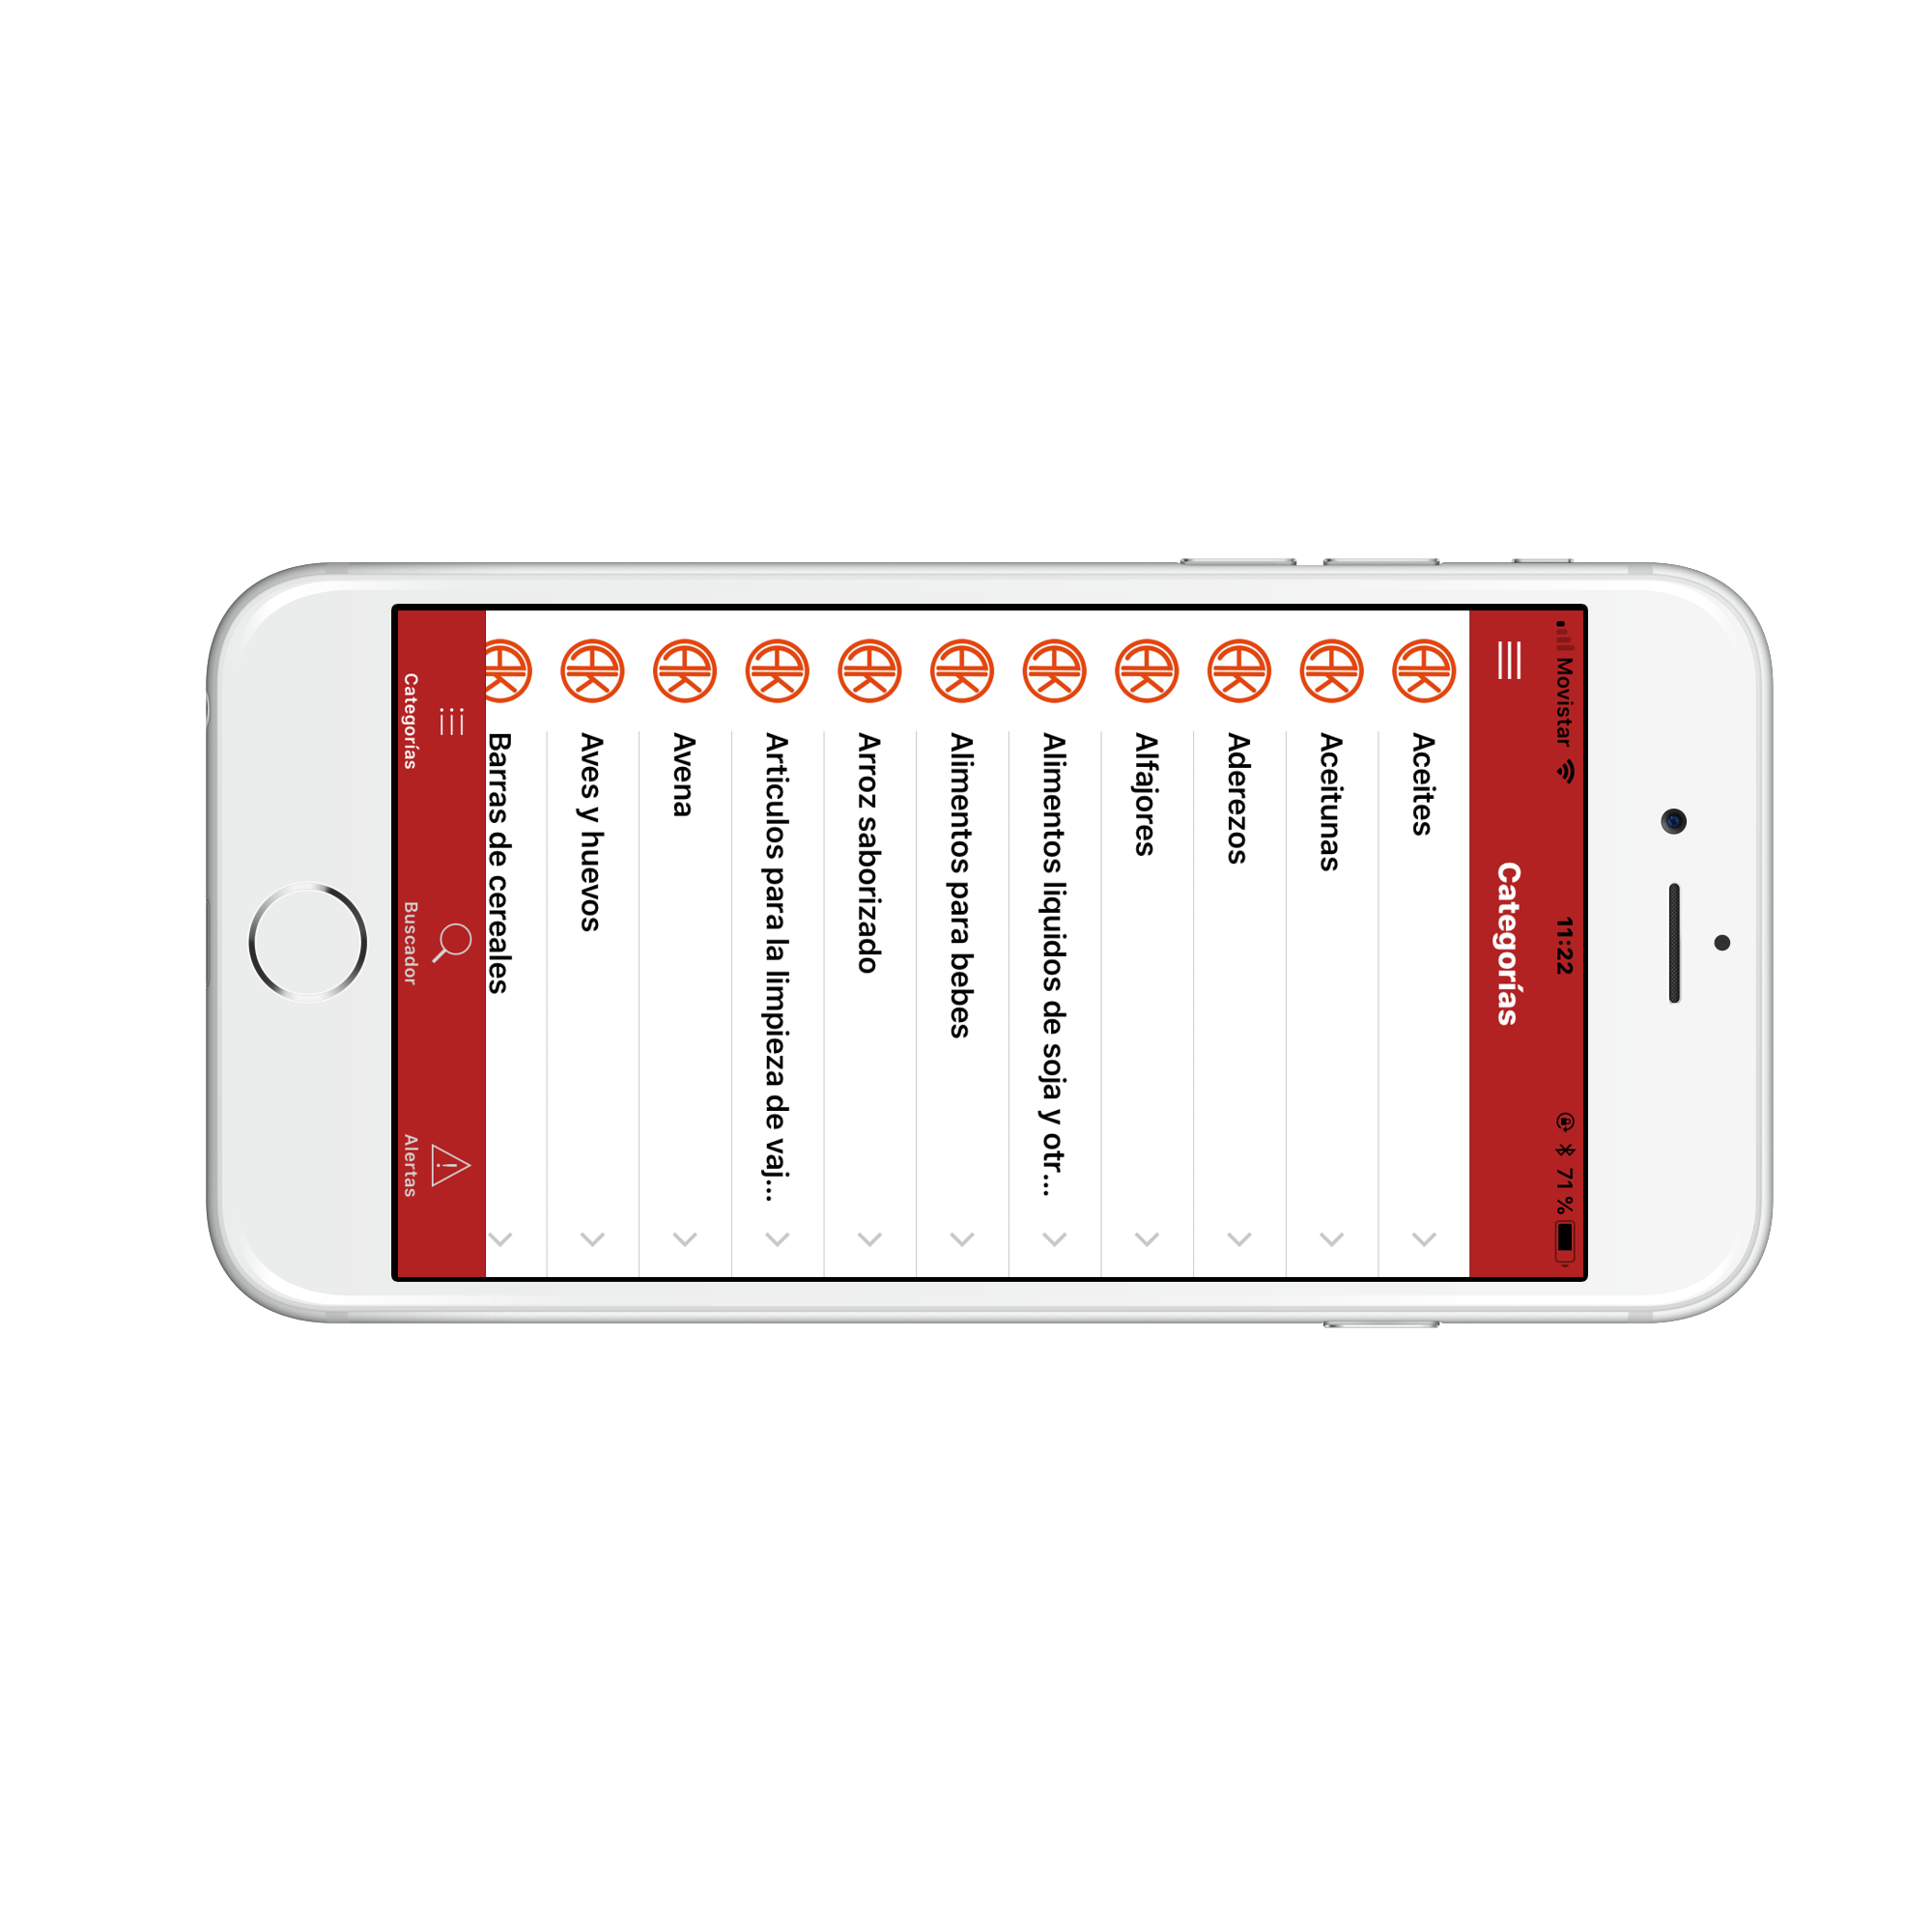 Movistar 11:22 71 %
Categorías
Aceites
Aceitunas
Aderezos
Alfajores
Alimentos liquidos de soja y otr...
Alimentos para bebes
Arroz saborizado
Articulos para la limpieza de vaj...
Avena
Aves y huevos
Barras de cereales
Categorías Buscador Alertas